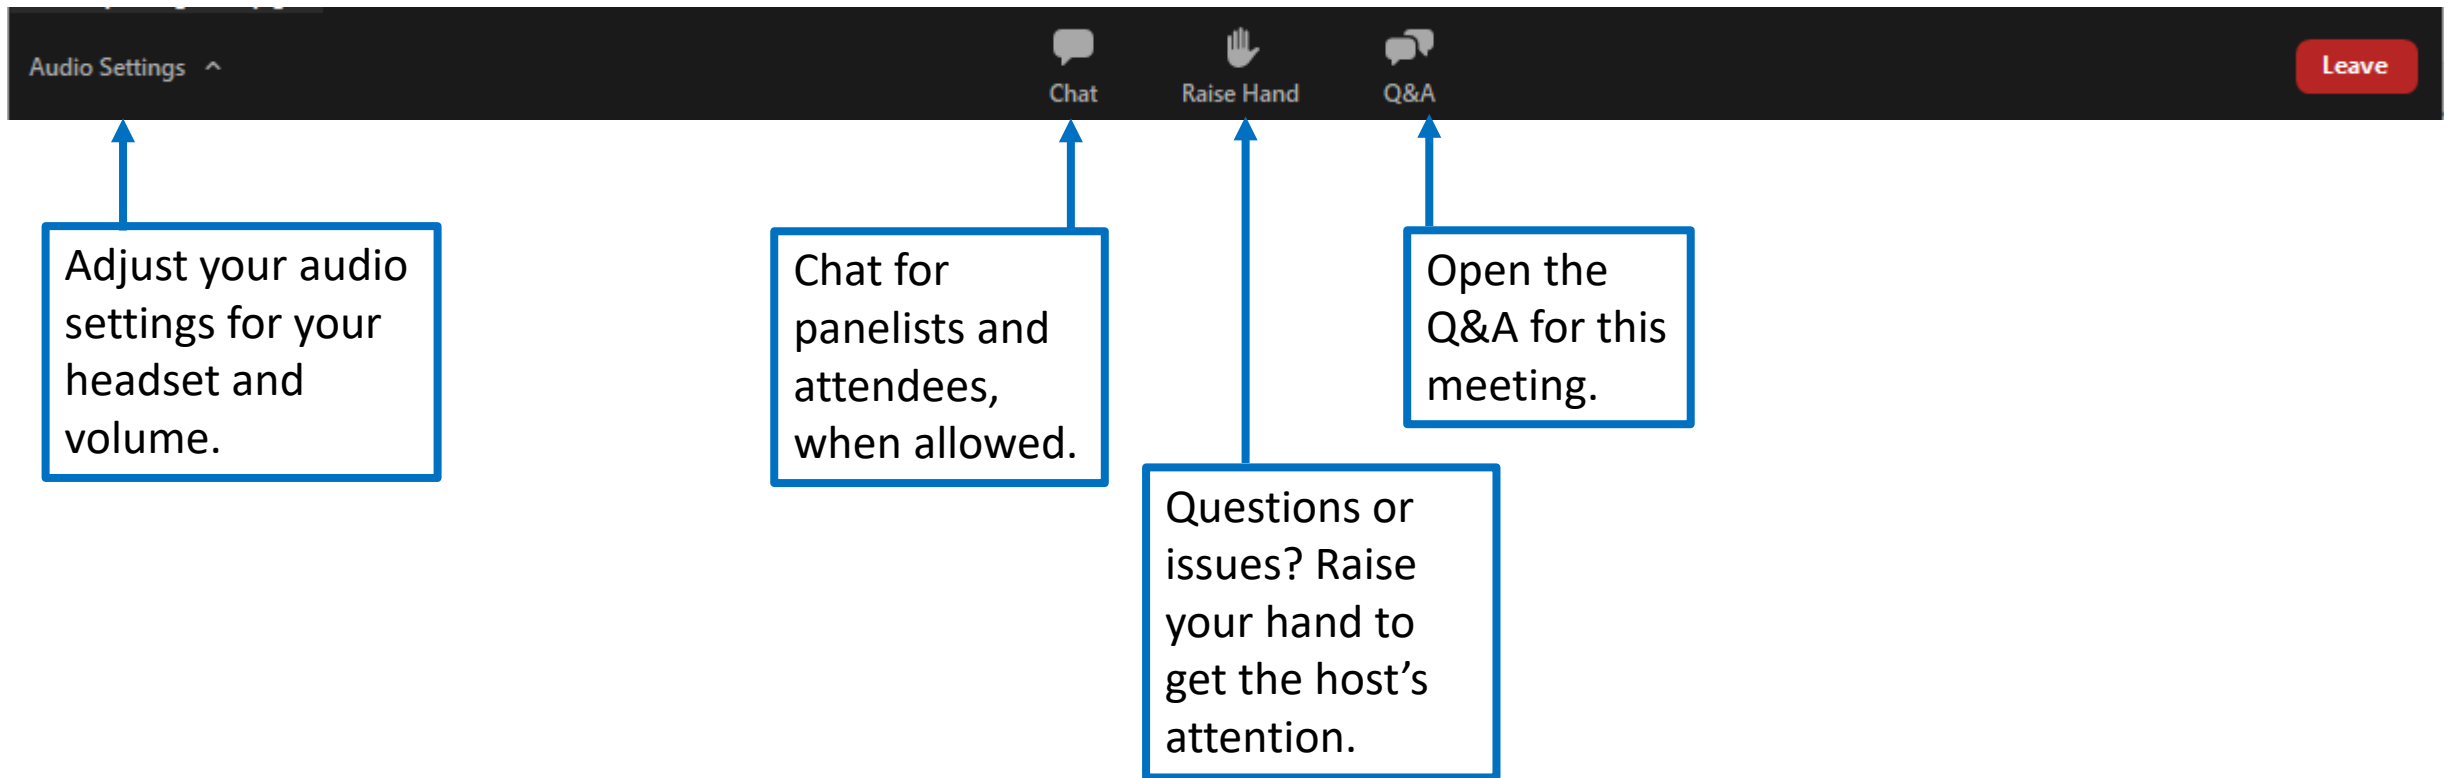 Audio Settings
Chat
Raise Hand
Q&A
Leave
Adjust your audio
settings for your
headset and
volume.
Chat for
panelists and
attendees,
when allowed.
Questions or
issues? Raise
your hand to
get the host’s
attention.
Open the
Q&A for this
meeting.